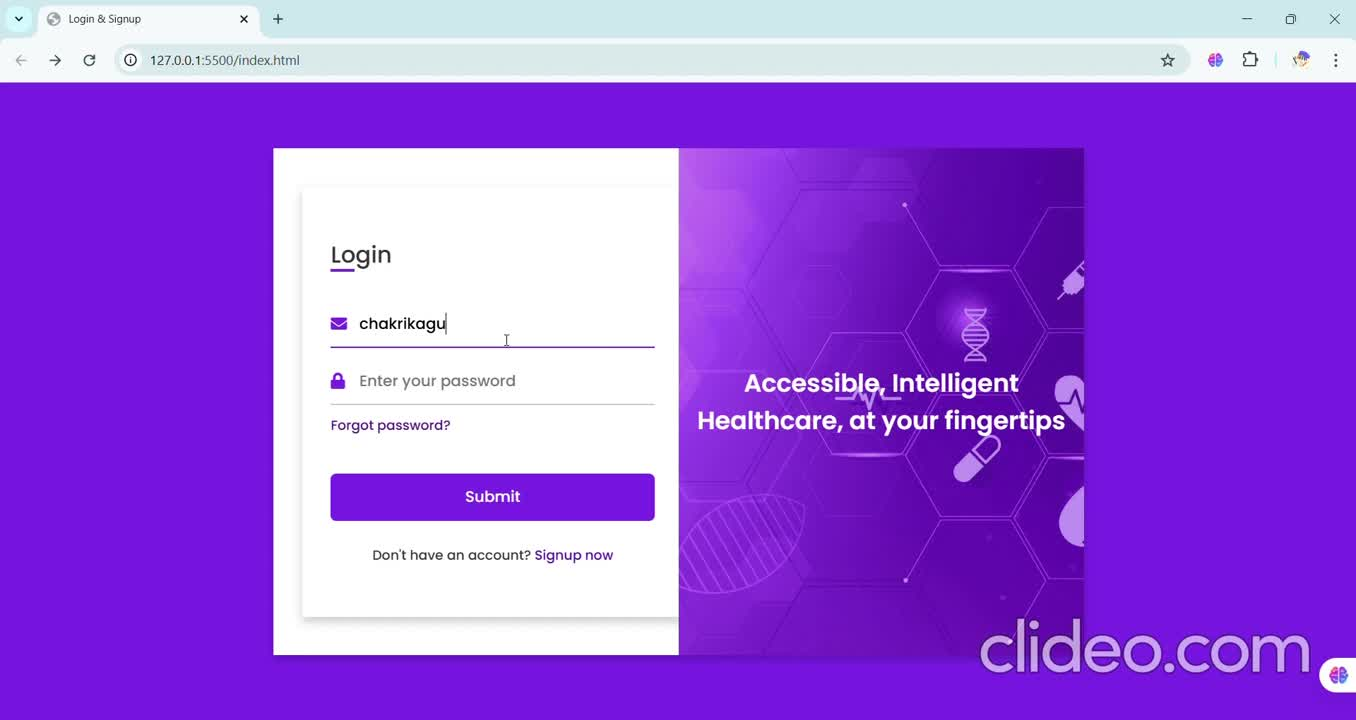 Login & Signup
127.0.0.1:5500/index.html
Login
chakrikagu
Enter your password
Forgot password?
Submit
Don't have an account? Signup now
Accessible, Intelligent
Healthcare, at your fingertips
clideo.com